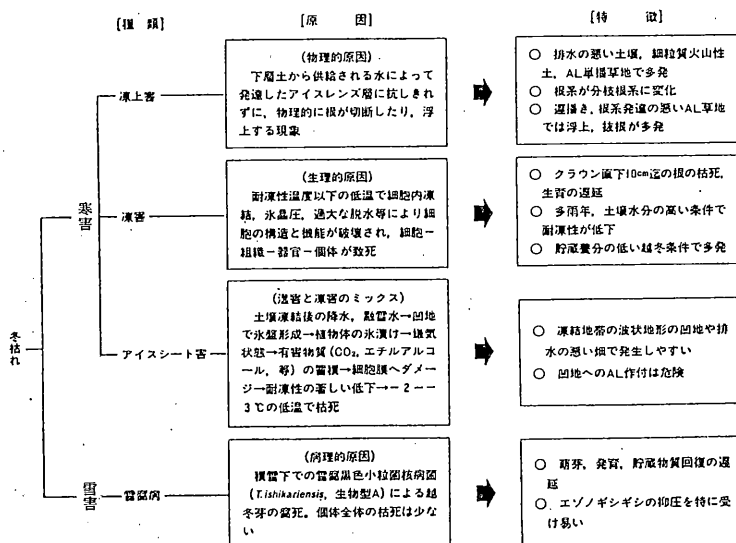 ［種 類］
［原 因］
［特 徴］
冬枯れ
寒害
雪害
凍上害
(物理的原因)
下層土から供給される水によって
発達したアイスレンズ層に抗しきれ
ずに，物理的に根が切断したり，浮
上する現象
○ 排水の悪い土壌，細粒質火山性
土，AL単播草地で多発
○ 根系が分枝根系に変化
○ 遅播き，根系発達の悪いAL草地
では浮上，抜根が多発
凍害
(生理的原因)
耐凍性温度以下の低温で細胞内凍
結，氷晶圧，過大な脱水等により細
胞の構造と機能が破壊され，細胞－
組織－器官－個体が致死
○ クラウン直下10cm迄の根の枯死，
生育の遅延
○ 多雨年，土壌水分の高い条件で
耐凍性が低下
○ 貯蔵養分の低い越冬条件で多発
アイスシート害
(湿害と凍害のミックス)
土壌凍結後の降水，融雪水→凹地
で氷盤形成→植物体の氷漬け→嫌気
状態→有害物質(CO₂，エチルアルコ
ール，等)の蓄積→細胞膜へダメー
ジ→耐凍性の著しい低下→－2－－
3℃の低温で枯死
○ 凍結地帯の波状地形の凹地や排
水の悪い畑で発生しやすい
○ 凹地へのAL作付は危険
雪腐病
(病理的原因)
積雪下での雪腐黒色小粒菌核病菌
(T.ishikariensis，生物型A)による越
冬芽の腐死。個体全体の枯死は少な
い
○ 萌芽，発育，貯蔵物質回復の遅
延
○ エゾノギシギシの抑圧を特に受
け易い